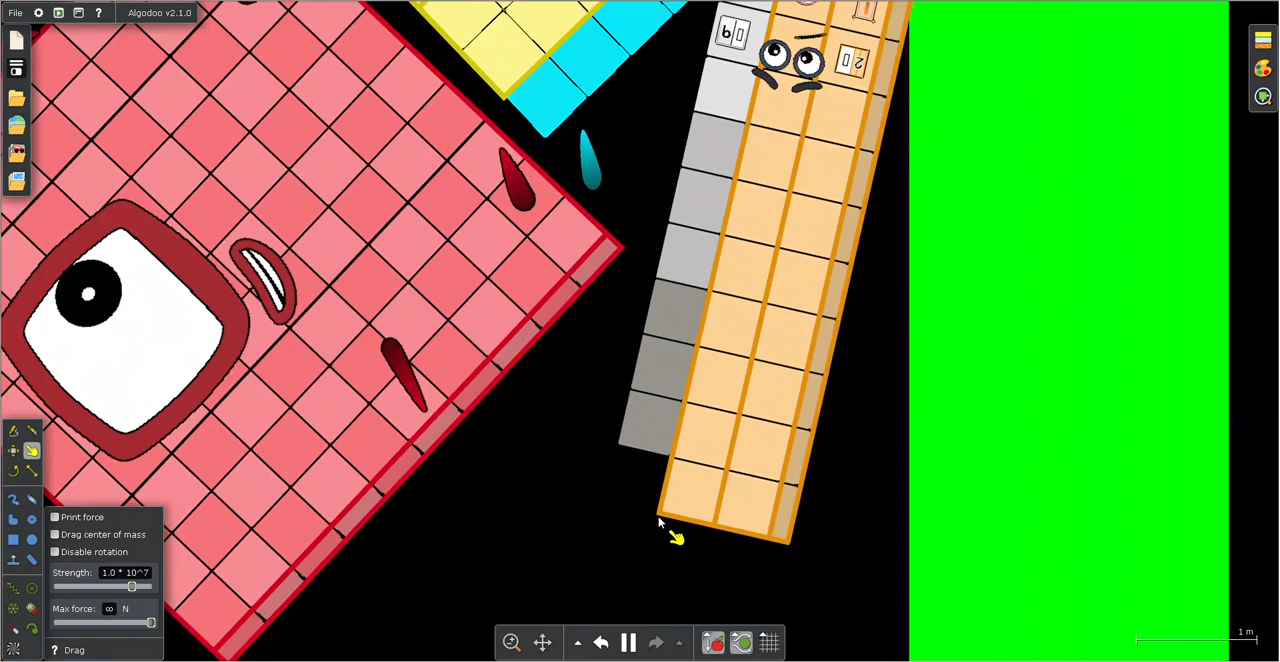 File
?
Algodoo v2.1.0
2
Print force
Drag center of mass
Disable rotation
Strength: 1.0 * 10^7
Max force: ∞ N
? Drag
1 m